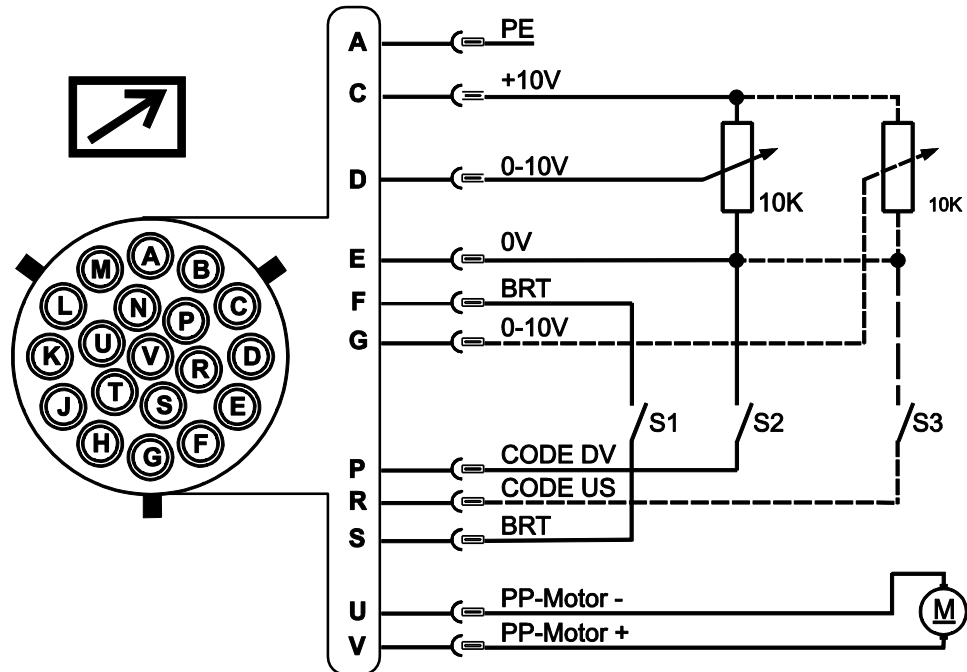 A PE
C +10V
D 0-10V
10K
10K
E 0V
F BRT
G 0-10V
S1 S2 S3
P CODE DV
R CODE US
S BRT
U PP-Motor -
V PP-Motor +
M
A
M B
L N P C
K U V R D
J T S E
H G F